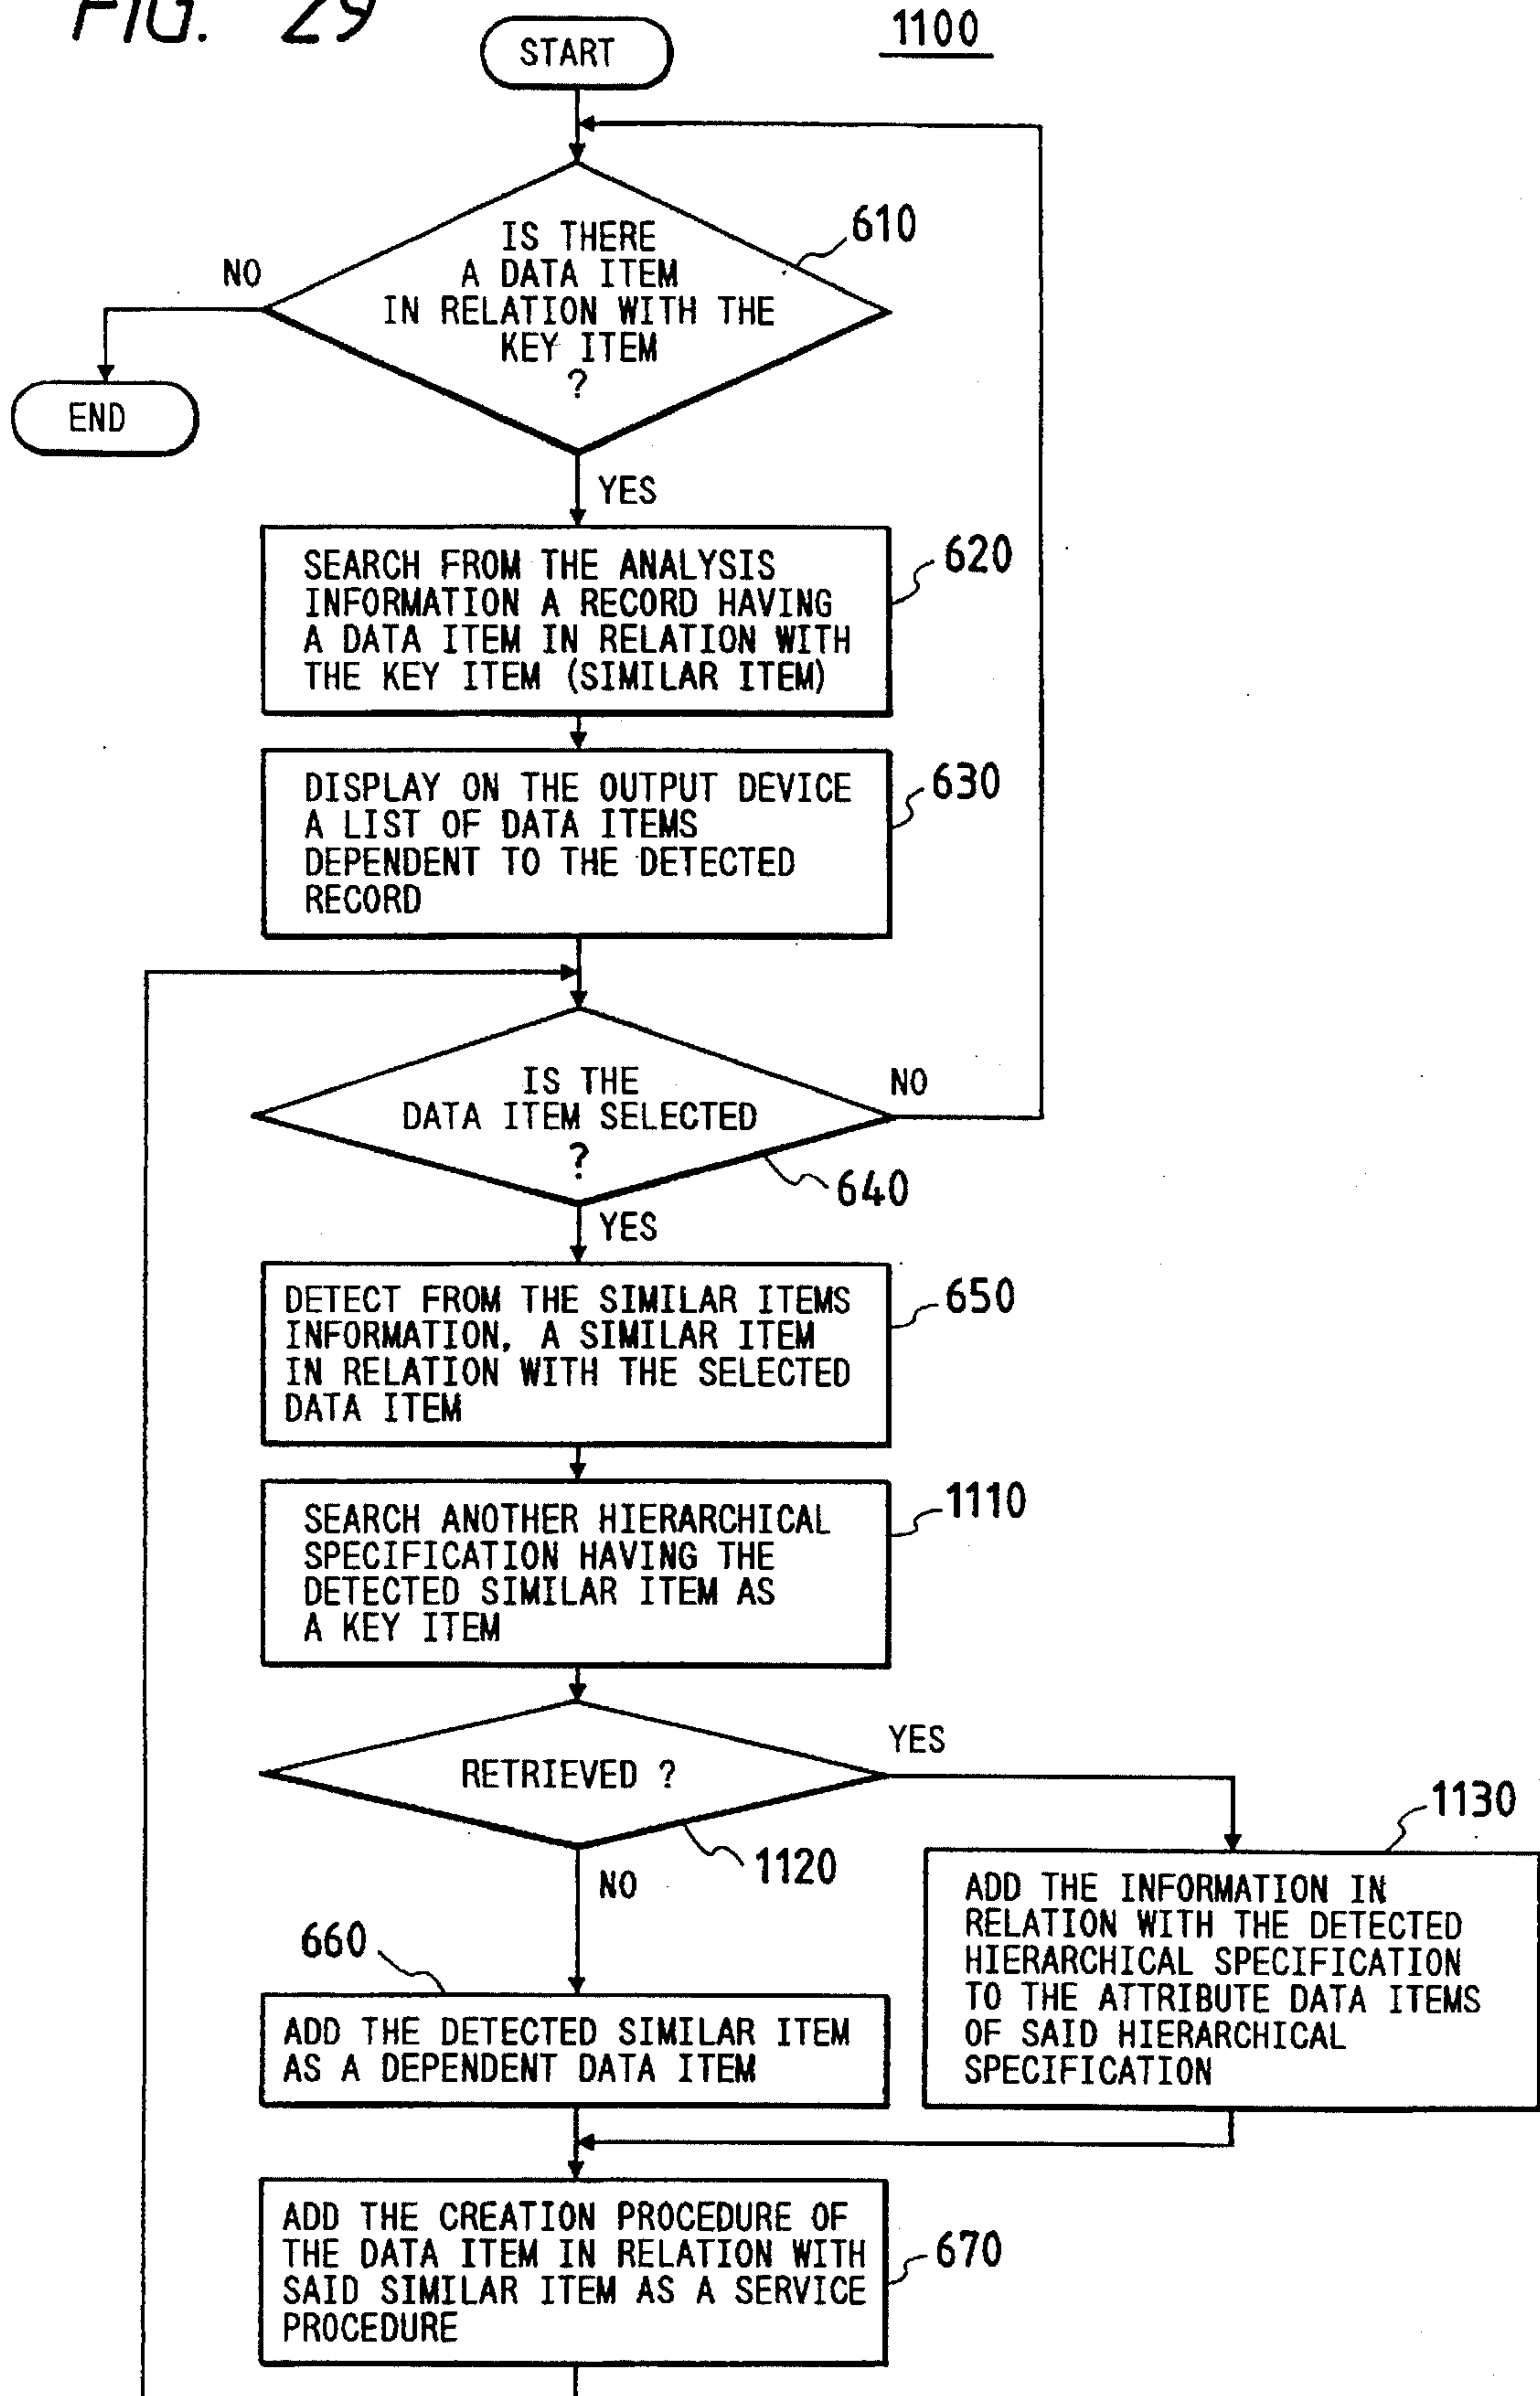 FIG. 29
1100
START
610
IS THERE
A DATA ITEM
IN RELATION WITH THE
KEY ITEM
?
NO
END
YES
620
SEARCH FROM THE ANALYSIS
INFORMATION A RECORD HAVING
A DATA ITEM IN RELATION WITH
THE KEY ITEM (SIMILAR ITEM)
630
DISPLAY ON THE OUTPUT DEVICE
A LIST OF DATA ITEMS
DEPENDENT TO THE DETECTED
RECORD
IS THE
DATA ITEM SELECTED
?
NO
640
YES
650
DETECT FROM THE SIMILAR ITEMS
INFORMATION, A SIMILAR ITEM
IN RELATION WITH THE SELECTED
DATA ITEM
1110
SEARCH ANOTHER HIERARCHICAL
SPECIFICATION HAVING THE
DETECTED SIMILAR ITEM AS
A KEY ITEM
RETRIEVED ?
YES
1120
NO
1130
ADD THE INFORMATION IN
RELATION WITH THE DETECTED
HIERARCHICAL SPECIFICATION
TO THE ATTRIBUTE DATA ITEMS
OF SAID HIERARCHICAL
SPECIFICATION
660
ADD THE DETECTED SIMILAR ITEM
AS A DEPENDENT DATA ITEM
ADD THE CREATION PROCEDURE OF
THE DATA ITEM IN RELATION WITH
SAID SIMILAR ITEM AS A SERVICE
PROCEDURE
670